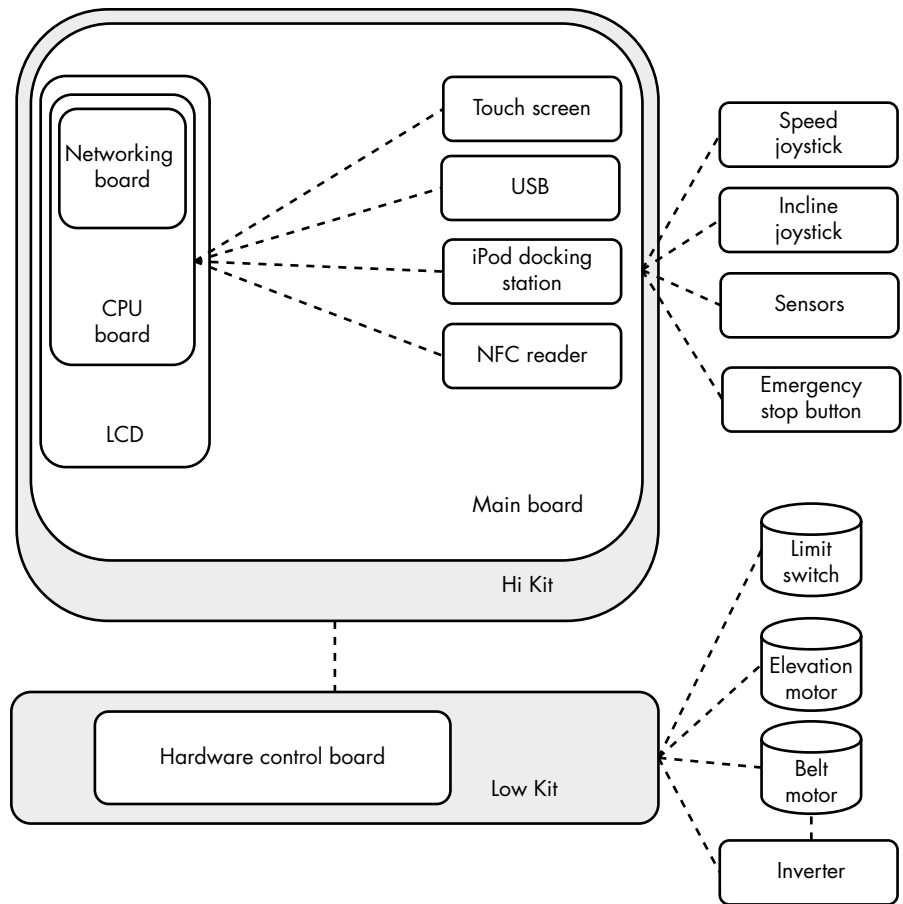 Networking
board
CPU
board
LCD
Touch screen
USB
iPod docking
station
NFC reader
Main board
Hi Kit
Speed
joystick
Incline
joystick
Sensors
Emergency
stop button
Hardware control board
Low Kit
Limit
switch
Elevation
motor
Belt
motor
Inverter